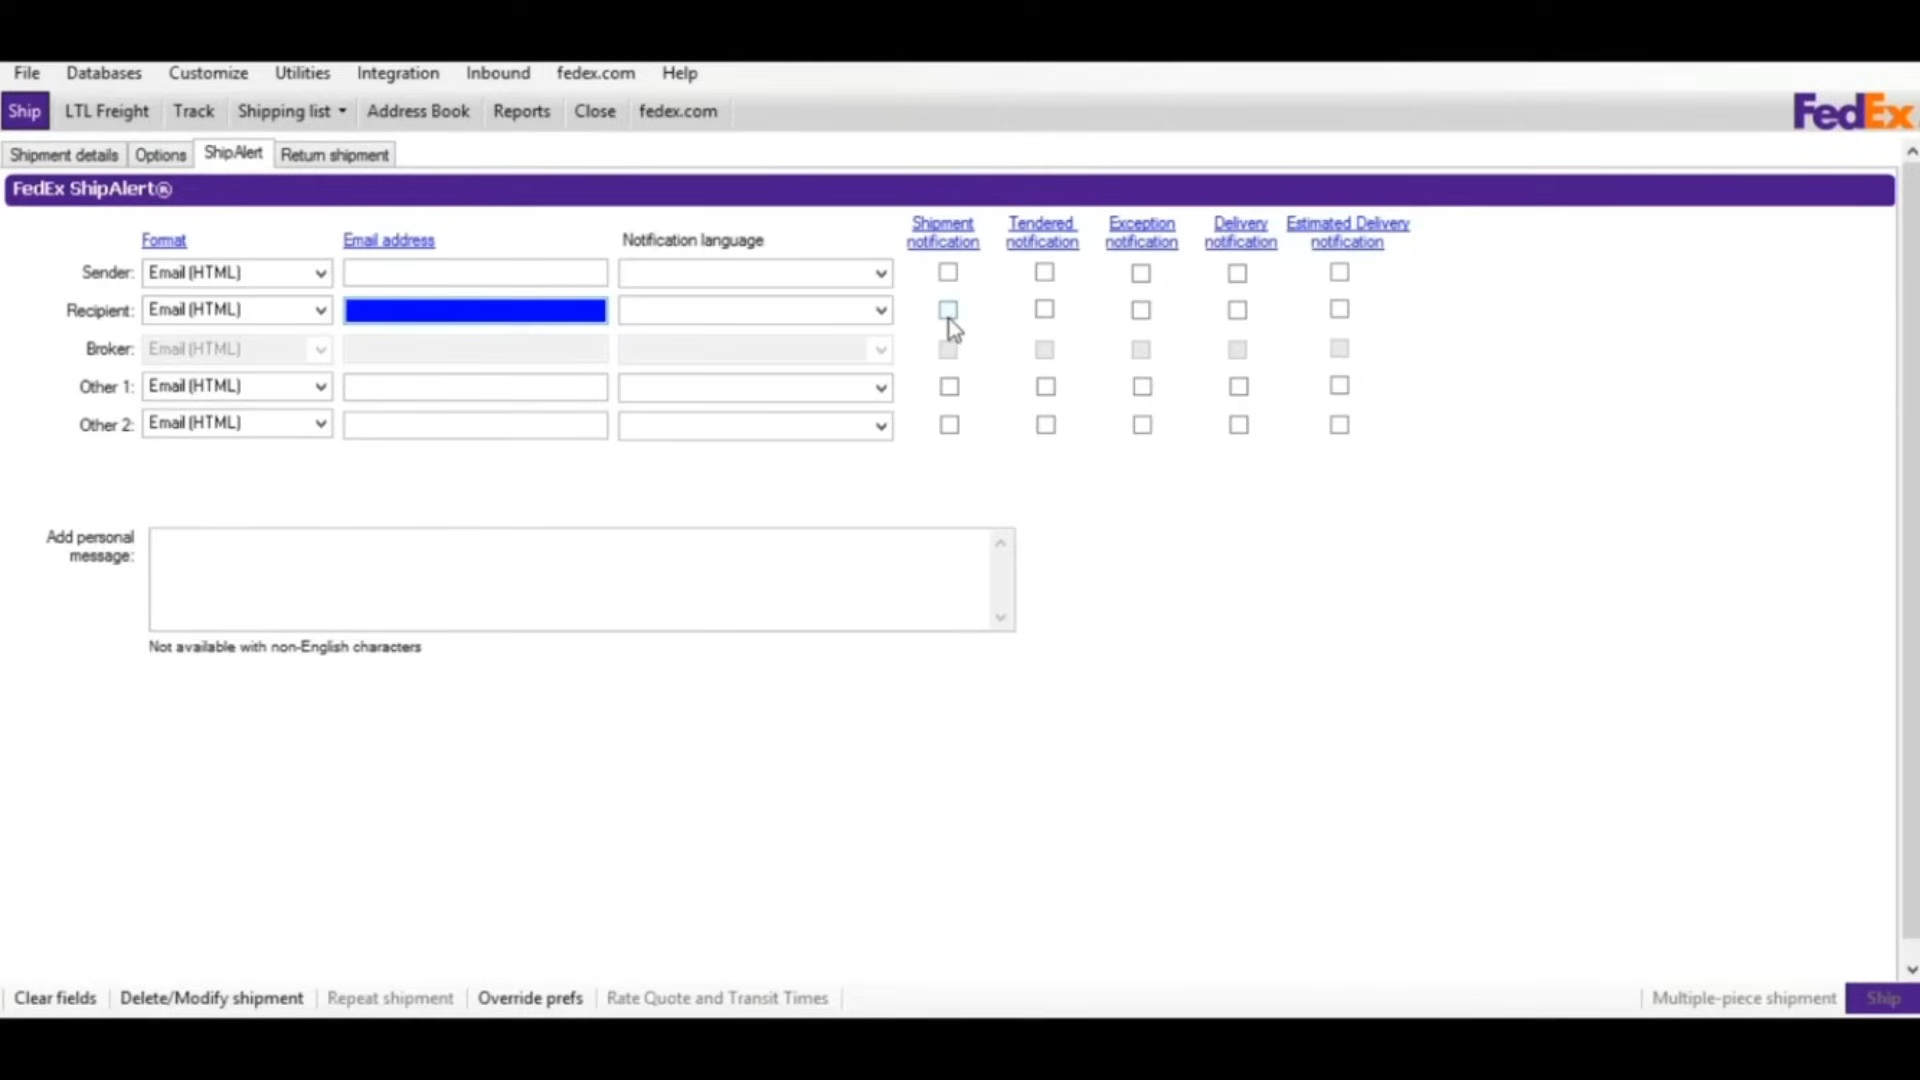 File Databases Customize Utilities Integration Inbound fedex.com Help
Ship LTL Freight Track Shipping list Address Book Reports Close fedex.com FedEx
Shipment details Options ShipAlert Return shipment
FedEx ShipAlert®
Format Email address Notification language Shipment notification Tendered notification Exception notification Delivery notification Estimated Delivery notification
Sender: Email (HTML)
Recipient: Email (HTML)
Broker: Email (HTML)
Other 1: Email (HTML)
Other 2: Email (HTML)
Add personal
message:
Not available with non-English characters
Clear fields Delete/Modify shipment Repeat shipment Override prefs Rate Quote and Transit Times Multiple-piece shipment Ship